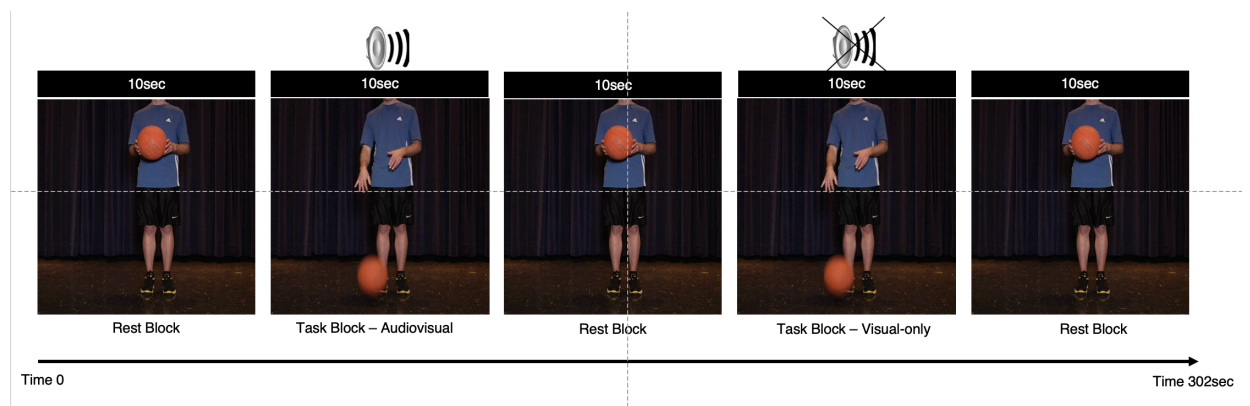 10sec
10sec
10sec
10sec
10sec
Rest Block
Task Block – Audiovisual
Rest Block
Task Block – Visual-only
Rest Block
Time 0
Time 302sec